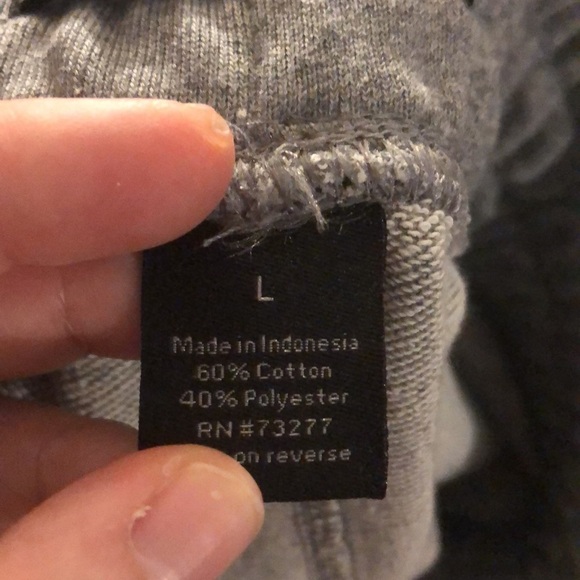 L
Made in Indonesia
60% Cotton
40% Polyester
RN #73277
on reverse